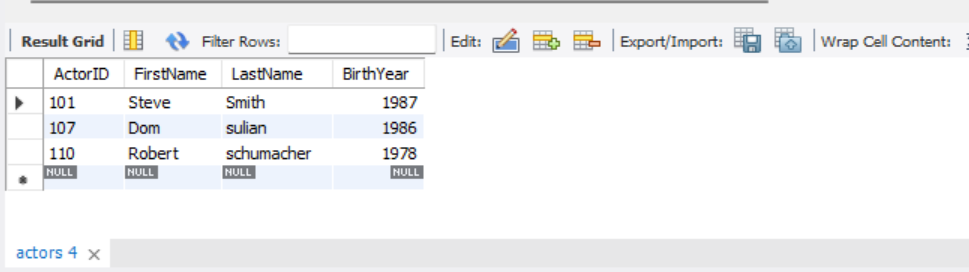 Result Grid Filter Rows: Edit: Export/Import: Wrap Cell Content:
ActorID FirstName LastName BirthYear
101 Steve Smith 1987
107 Dom sulian 1986
110 Robert schumacher 1978
NULL NULL NULL NULL
actors 4